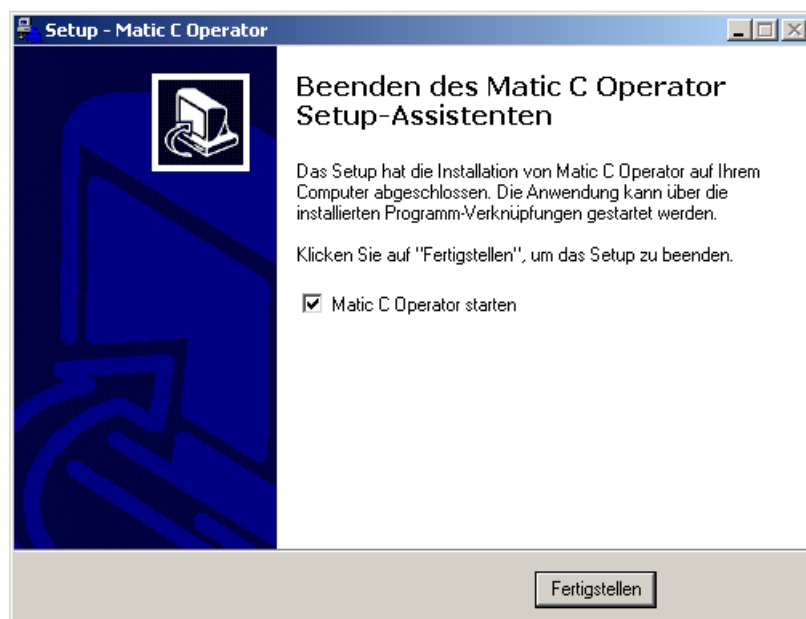 Setup - Matic C Operator
Beenden des Matic C Operator
Setup-Assistenten
Das Setup hat die Installation von Matic C Operator auf Ihrem
Computer abgeschlossen. Die Anwendung kann über die
installierten Programm-Verknüpfungen gestartet werden.
Klicken Sie auf "Fertigstellen", um das Setup zu beenden.
Matic C Operator starten
Fertigstellen